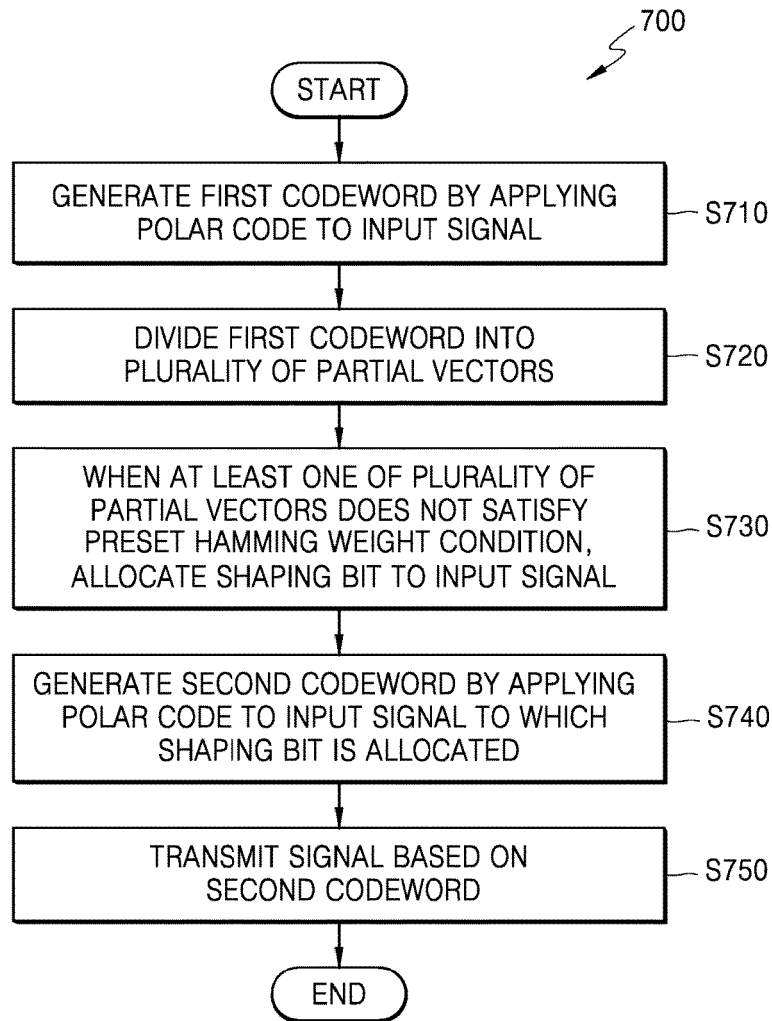 700
START
GENERATE FIRST CODEWORD BY APPLYING
POLAR CODE TO INPUT SIGNAL
S710
DIVIDE FIRST CODEWORD INTO
PLURALITY OF PARTIAL VECTORS
S720
WHEN AT LEAST ONE OF PLURALITY OF
PARTIAL VECTORS DOES NOT SATISFY
PRESET HAMMING WEIGHT CONDITION,
ALLOCATE SHAPING BIT TO INPUT SIGNAL
S730
GENERATE SECOND CODEWORD BY APPLYING
POLAR CODE TO INPUT SIGNAL TO WHICH
SHAPING BIT IS ALLOCATED
S740
TRANSMIT SIGNAL BASED ON
SECOND CODEWORD
S750
END